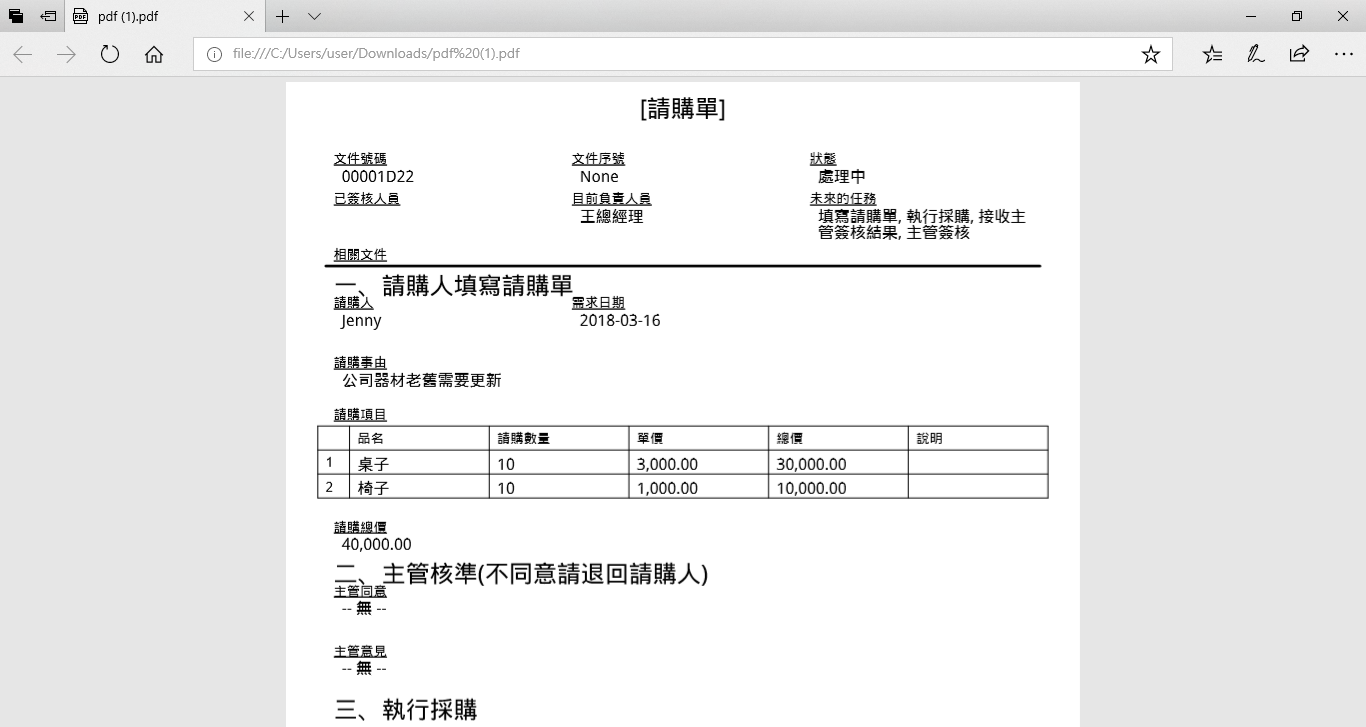 pdf (1).pdf
file:///C:/Users/user/Downloads/pdf%20(1).pdf
[請購單]
文件號碼 文件序號 狀態
00001D22 None 處理中
已簽核人員 目前負責人員 未來的任務
王總經理 填寫請購單, 執行採購, 接收主
管簽核結果, 主管簽核
相關文件
一、請購人填寫請購單
請購人 需求日期
Jenny 2018-03-16
請購事由
公司器材老舊需要更新
請購項目
品名 請購數量 單價 總價 說明
1 桌子 10 3,000.00 30,000.00
2 椅子 10 1,000.00 10,000.00
請購總價
40,000.00
二、主管核準(不同意請退回請購人)
主管同意
-- 無 --
主管意見
-- 無 --
三、執行採購